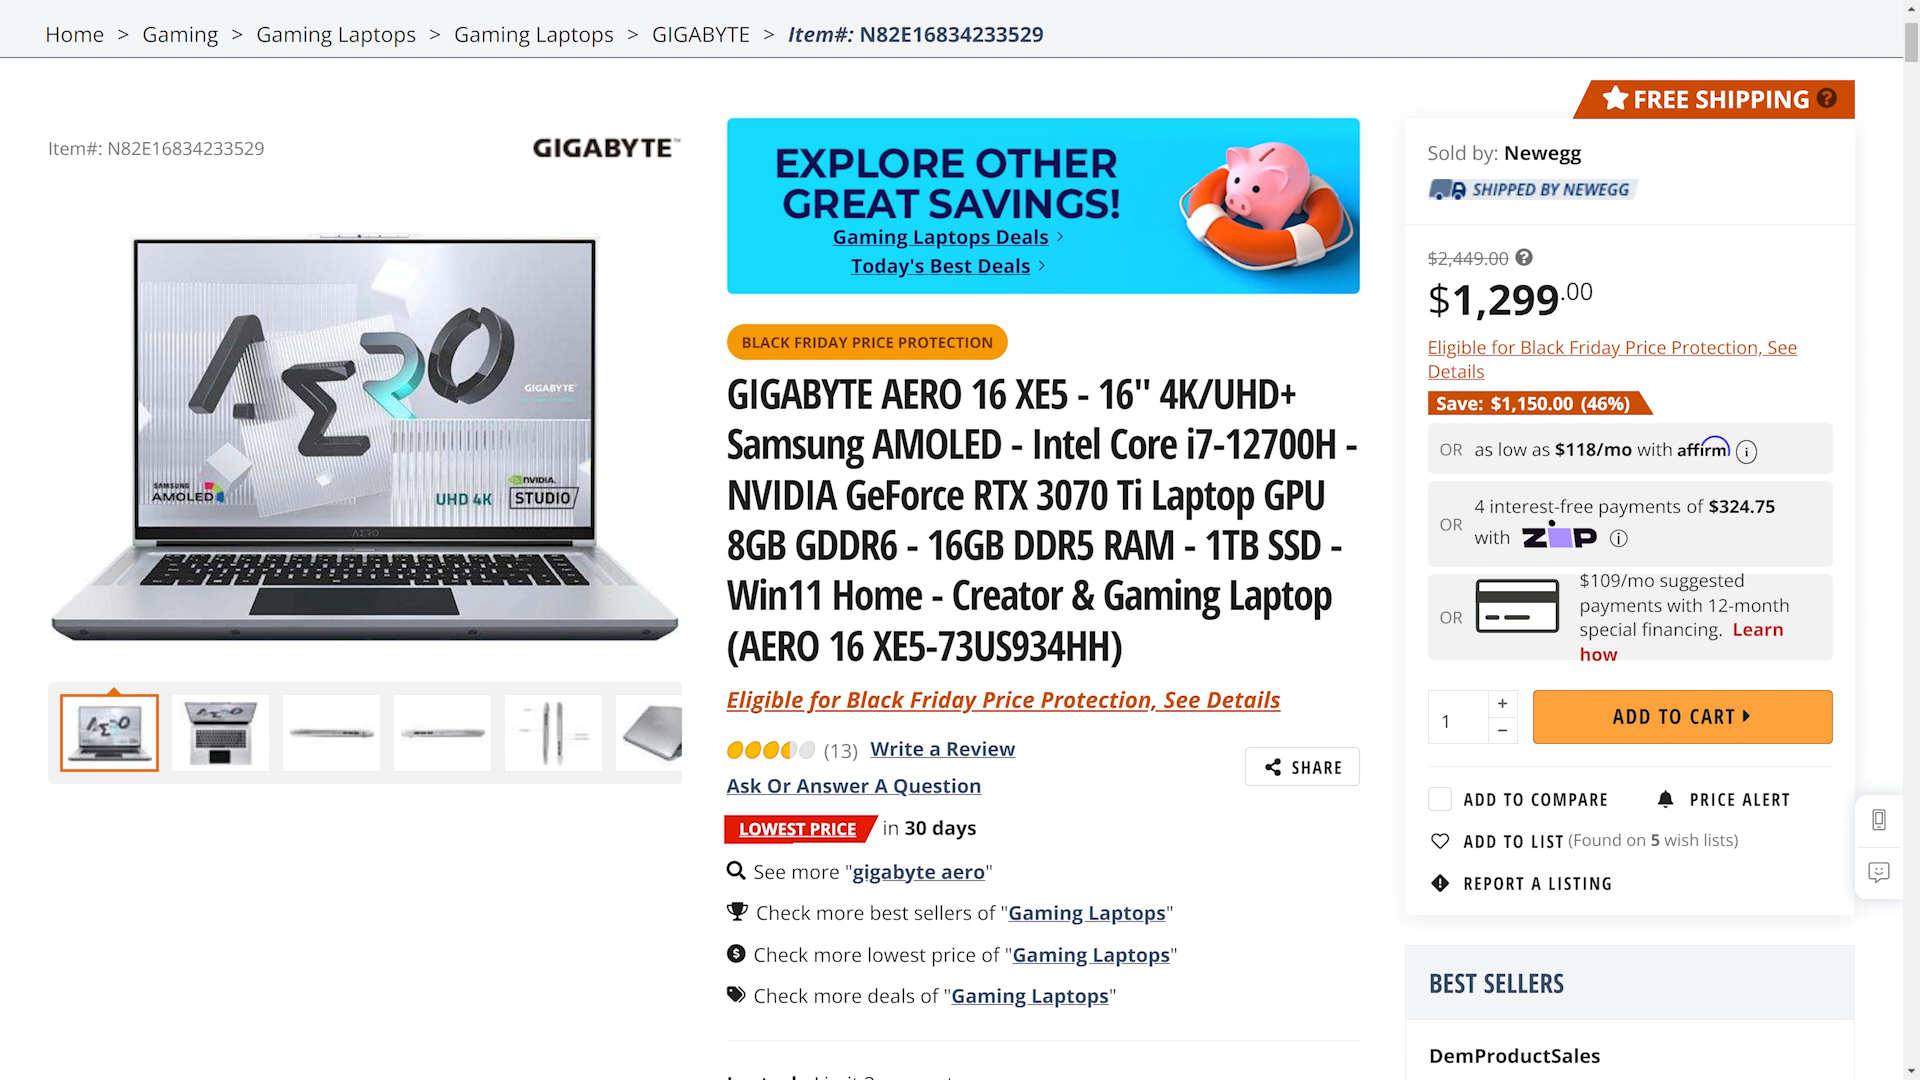 Home > Gaming > Gaming Laptops > Gaming Laptops > GIGABYTE > Item#: N82E16834233529
FREE SHIPPING ?
Item#: N82E16834233529
GIGABYTE™
EXPLORE OTHER
GREAT SAVINGS!
Gaming Laptops Deals >
Today's Best Deals >
AERO
GIGABYTE
SAMSUNG
AMOLED
UHD 4K
NVIDIA.
STUDIO
AERO
BLACK FRIDAY PRICE PROTECTION
GIGABYTE AERO 16 XE5 - 16" 4K/UHD+
Samsung AMOLED - Intel Core i7-12700H -
NVIDIA GeForce RTX 3070 Ti Laptop GPU
8GB GDDR6 - 16GB DDR5 RAM - 1TB SSD -
Win11 Home - Creator & Gaming Laptop
(AERO 16 XE5-73US934HH)
Eligible for Black Friday Price Protection, See Details
(13) Write a Review
Ask Or Answer A Question
SHARE
LOWEST PRICE in 30 days
See more "gigabyte aero"
Check more best sellers of "Gaming Laptops"
Check more lowest price of "Gaming Laptops"
Check more deals of "Gaming Laptops"
Sold by: Newegg
SHIPPED BY NEWEGG
$2,449.00 ?
$1,299.00
Eligible for Black Friday Price Protection, See
Details
Save: $1,150.00 (46%)
OR as low as $118/mo with affirm i
4 interest-free payments of $324.75
OR
with ZIP i
$109/mo suggested
payments with 12-month
OR
special financing. Learn
how
1 + −
ADD TO CART
ADD TO COMPARE
PRICE ALERT
ADD TO LIST (Found on 5 wish lists)
REPORT A LISTING
BEST SELLERS
DemProductSales